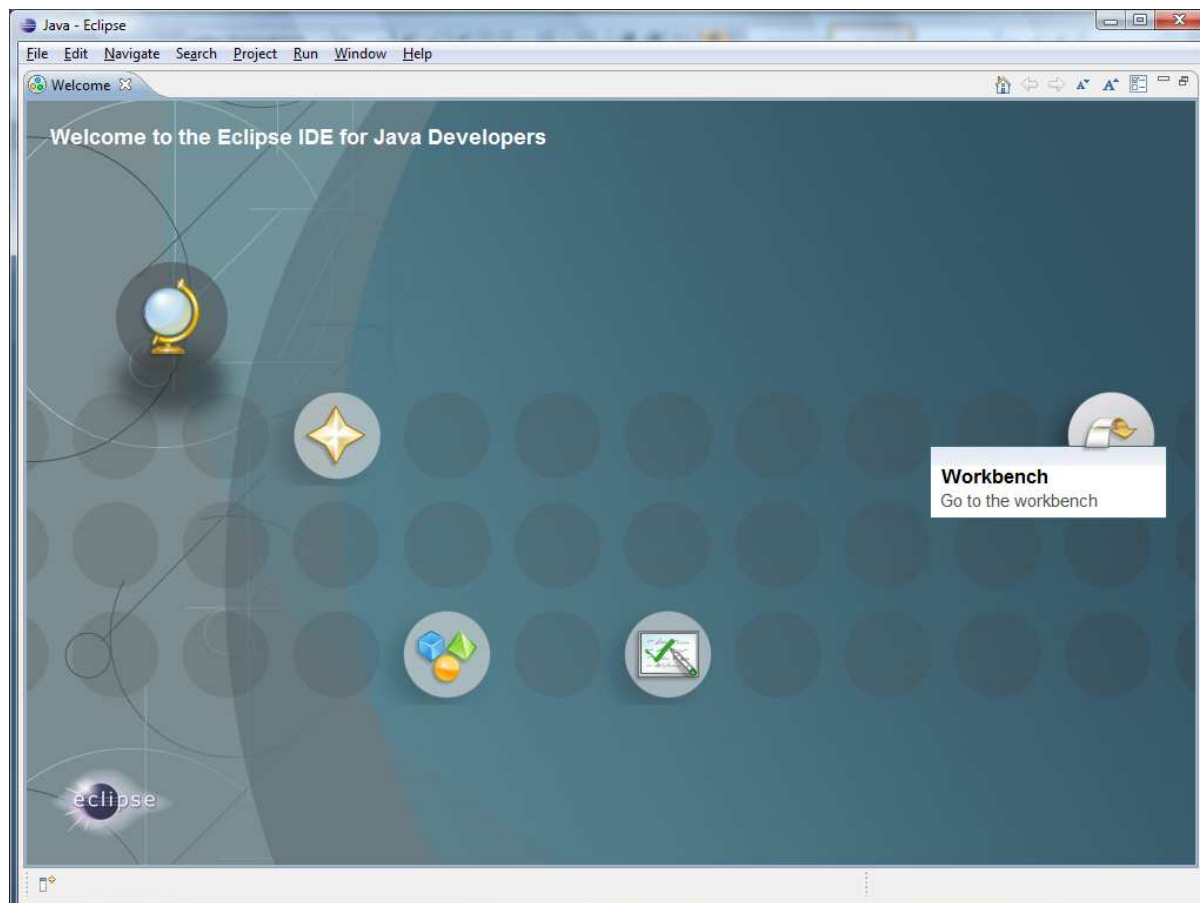 Java - Eclipse
File Edit Navigate Search Project Run Window Help
Welcome
Welcome to the Eclipse IDE for Java Developers
Workbench
Go to the workbench
eclipse